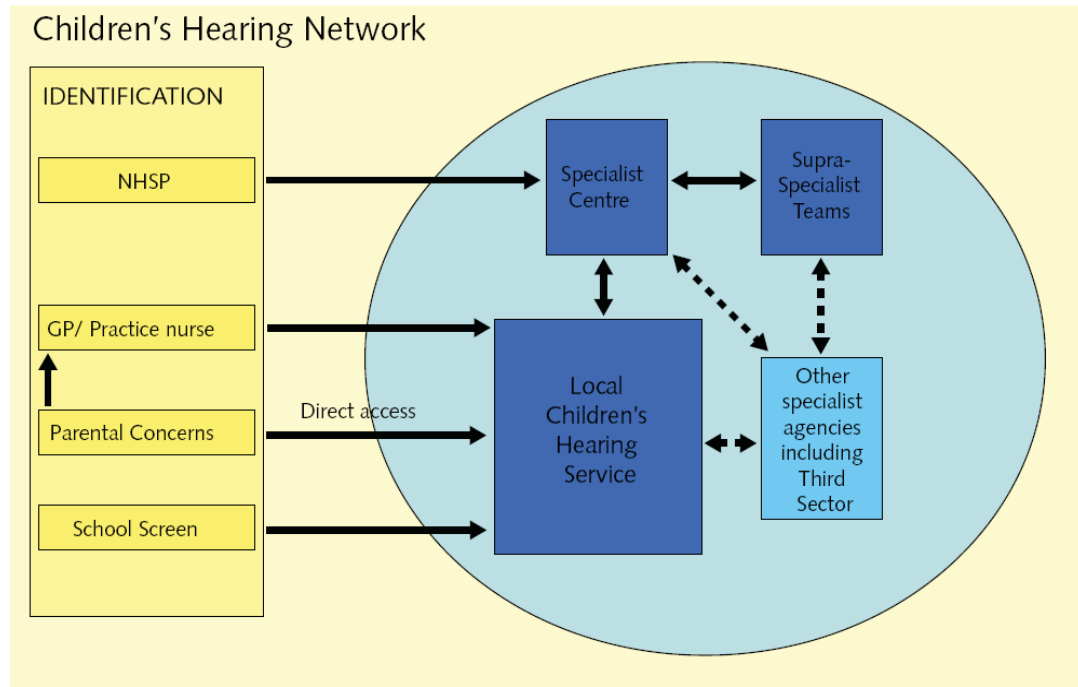 Children's Hearing Network
IDENTIFICATION
NHSP
GP/ Practice nurse
Parental Concerns
School Screen
Direct access
Specialist
Centre
Supra-
Specialist
Teams
Local
Children's
Hearing
Service
Other
specialist
agencies
including
Third
Sector